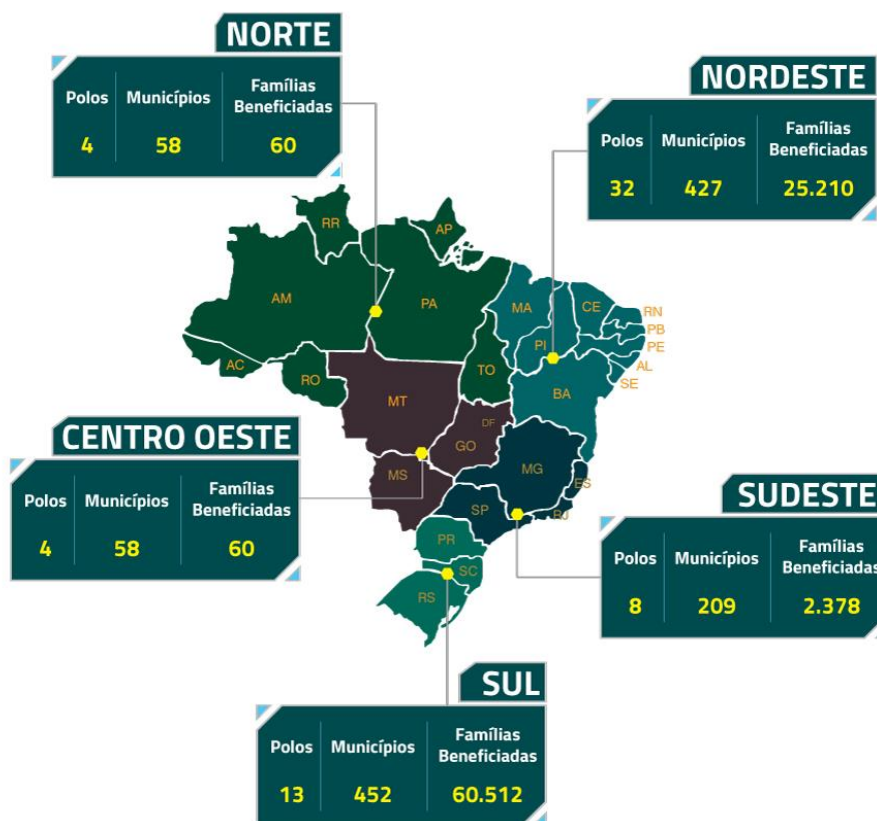 NORTE
Polos Municípios Famílias
Beneficiadas
4 58 60
NORDESTE
Polos Municípios Famílias
Beneficiadas
32 427 25.210
RR
AP
AM
PA
MA
CE
RN
PB
PE
AL
SE
PI
AC
RO
TO
BA
MT
DF
GO
MS
MG
ES
SP
RJ
PR
SC
RS
CENTRO OESTE
Polos Municípios Famílias
Beneficiadas
4 58 60
SUDESTE
Polos Municípios Famílias
Beneficiadas
8 209 2.378
SUL
Polos Municípios Famílias
Beneficiadas
13 452 60.512